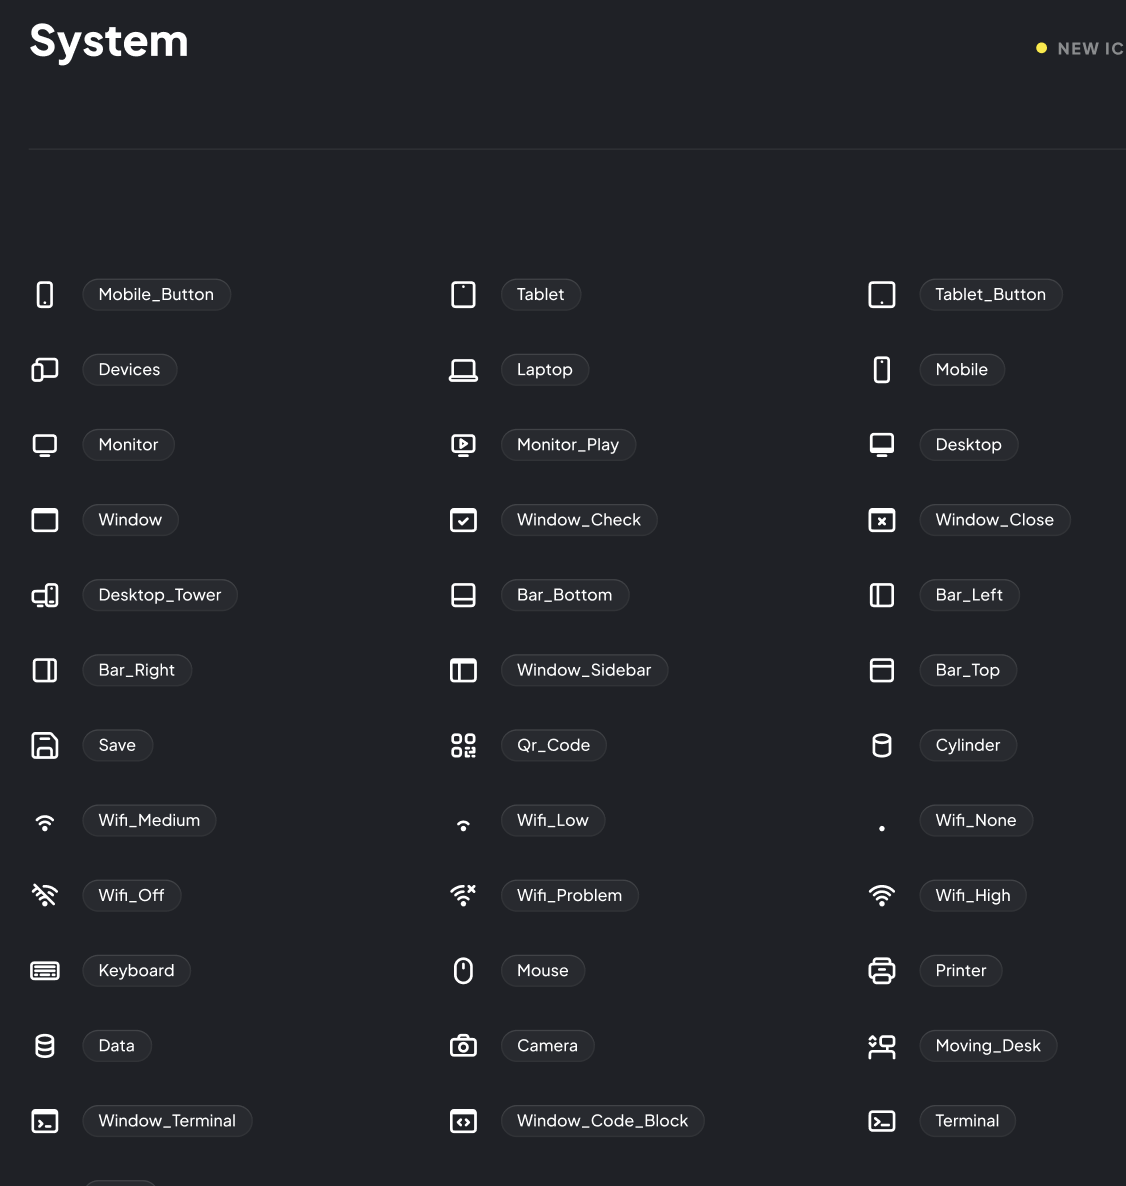 System
NEW IC
Mobile_Button
Tablet
Tablet_Button
Devices
Laptop
Mobile
Monitor
Monitor_Play
Desktop
Window
Window_Check
Window_Close
Desktop_Tower
Bar_Bottom
Bar_Left
Bar_Right
Window_Sidebar
Bar_Top
Save
Qr_Code
Cylinder
Wifi_Medium
Wifi_Low
Wifi_None
Wifi_Off
Wifi_Problem
Wifi_High
Keyboard
Mouse
Printer
Data
Camera
Moving_Desk
Window_Terminal
Window_Code_Block
Terminal